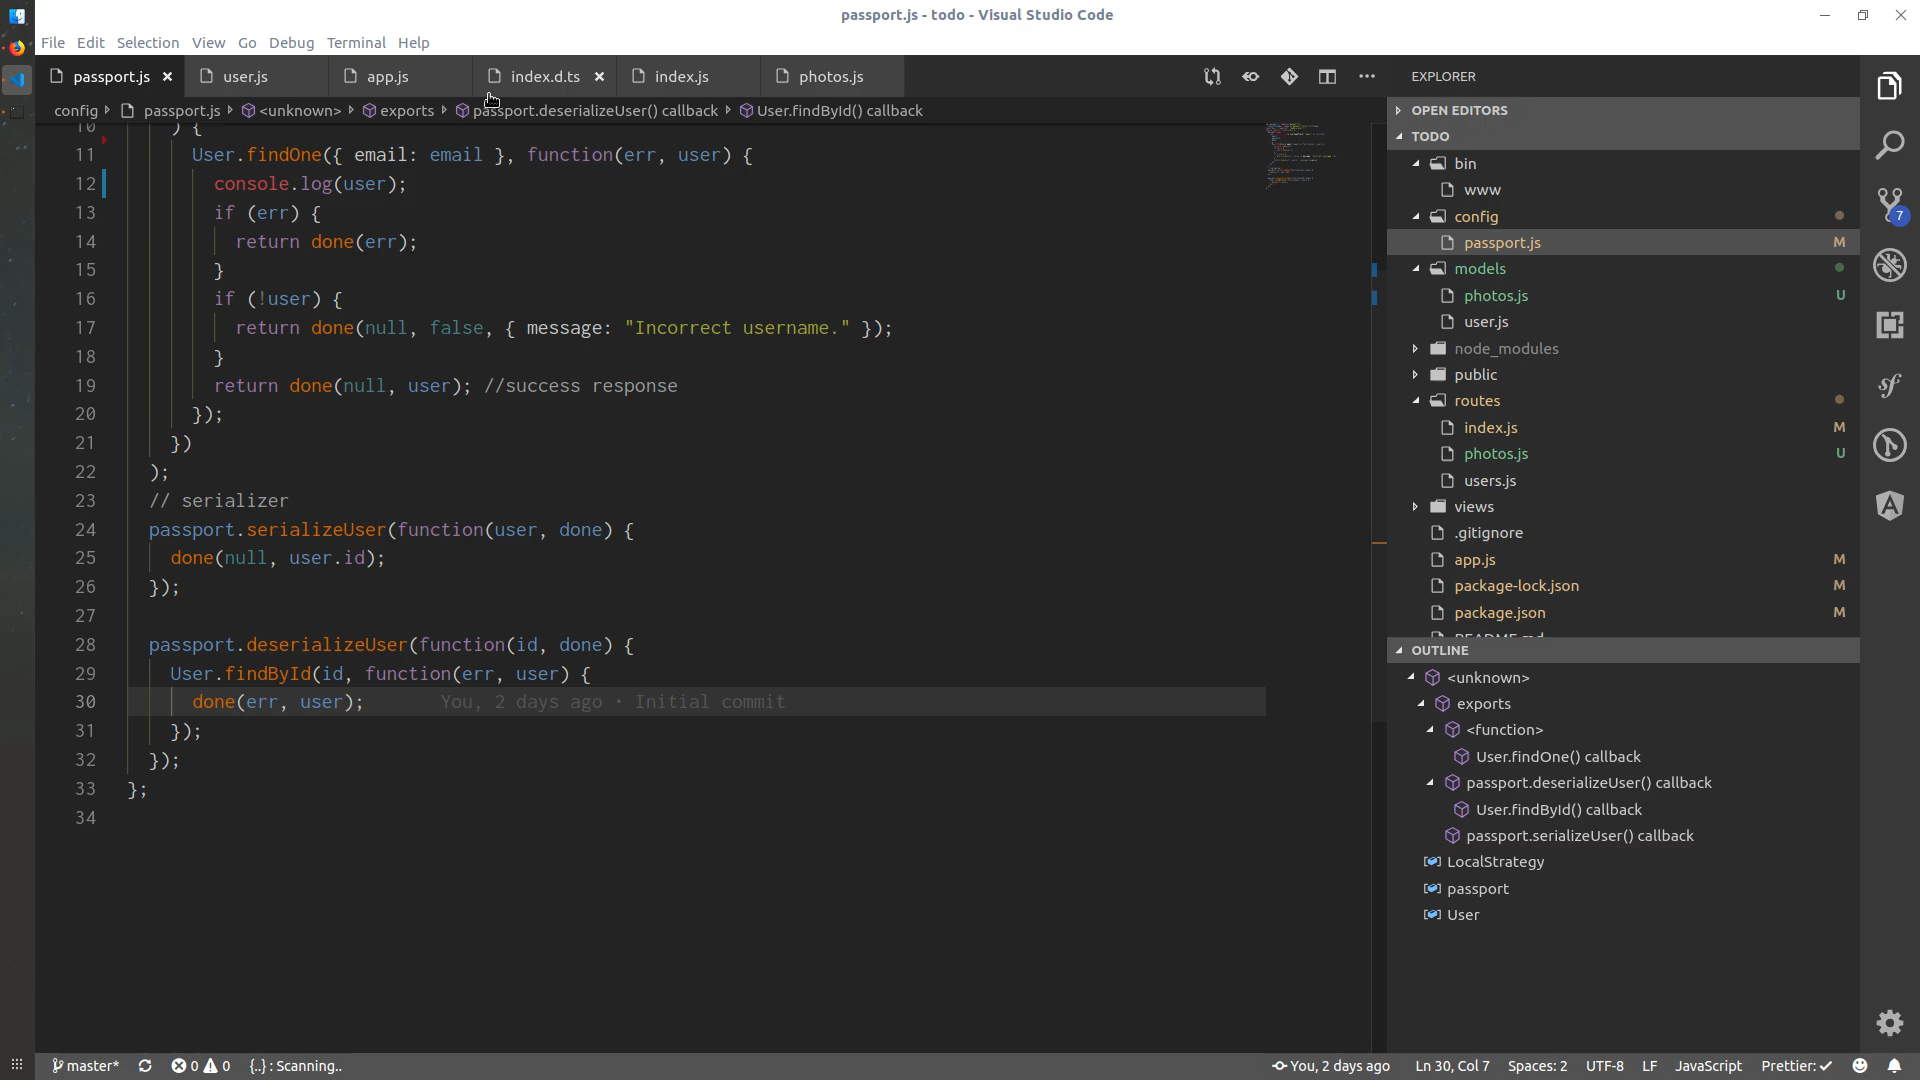 passport.js - todo - Visual Studio Code
File Edit Selection View Go Debug Terminal Help
passport.js user.js app.js index.d.ts index.js photos.js
config passport.js <unknown> exports passport.deserializeUser() callback User.findById() callback
10 ) {
11 User.findOne({ email: email }, function(err, user) {
12 console.log(user);
13 if (err) {
14 return done(err);
15 }
16 if (!user) {
17 return done(null, false, { message: "Incorrect username." });
18 }
19 return done(null, user); //success response
20 });
21 })
22 );
23 // serializer
24 passport.serializeUser(function(user, done) {
25 done(null, user.id);
26 });
27
28 passport.deserializeUser(function(id, done) {
29 User.findById(id, function(err, user) {
30 done(err, user); You, 2 days ago • Initial commit
31 });
32 });
33 };
34
EXPLORER
OPEN EDITORS
TODO
bin
www
config
passport.js M
models
photos.js U
user.js
node_modules
public
routes
index.js M
photos.js U
users.js
views
.gitignore
app.js M
package-lock.json M
package.json M
README.md
OUTLINE
<unknown>
exports
<function>
User.findOne() callback
passport.deserializeUser() callback
User.findById() callback
passport.serializeUser() callback
LocalStrategy
passport
User
7
master* 0 0 {..} : Scanning.. You, 2 days ago Ln 30, Col 7 Spaces: 2 UTF-8 LF JavaScript Prettier: ✓